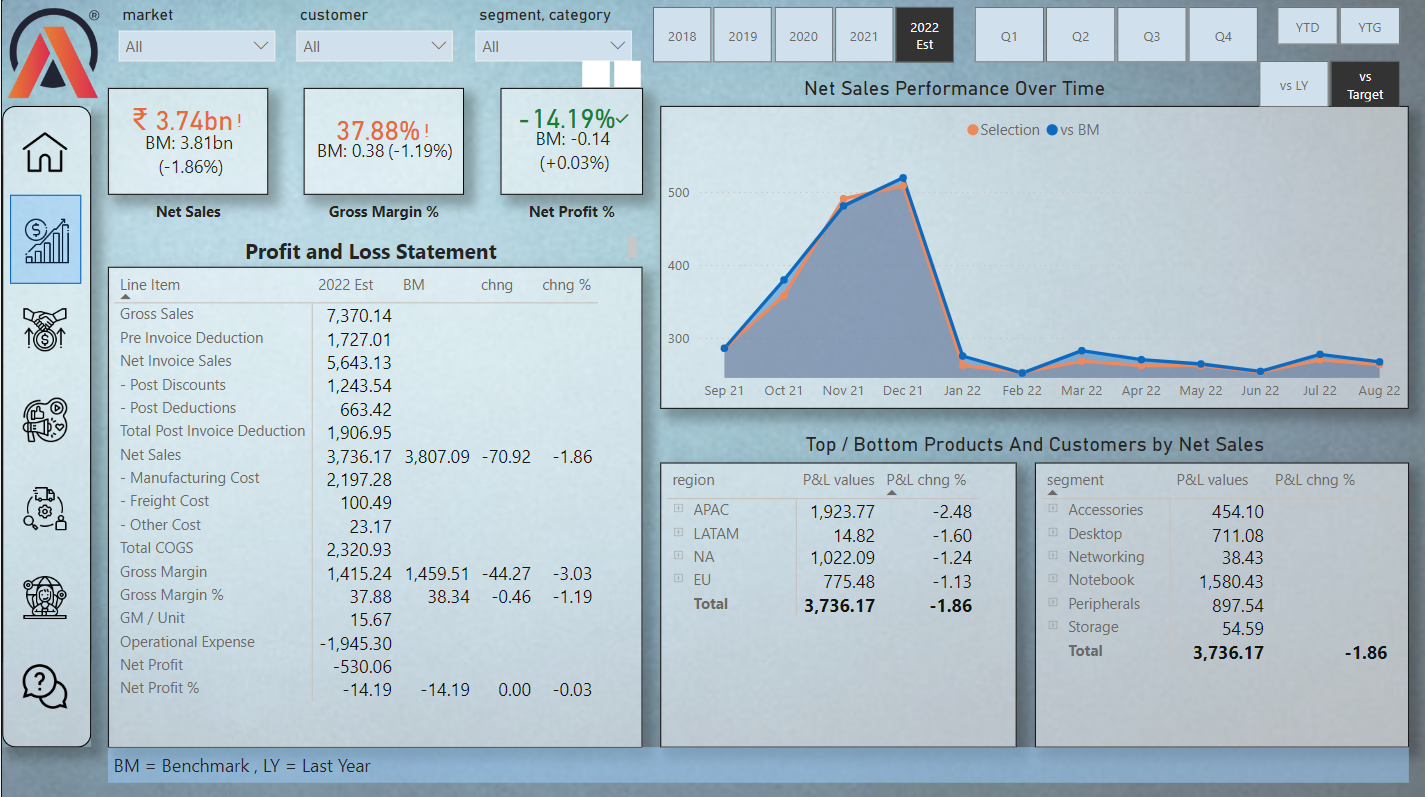 ®
market
customer
segment, category
All
All
All
2018
2019
2020
2021
2022
Est
Q1
Q2
Q3
Q4
YTD
YTG
vs LY
vs
Target
₹ 3.74bn!
BM: 3.81bn
(-1.86%)
Net Sales
37.88%!
BM: 0.38 (-1.19%)
Gross Margin %
-14.19%✓
BM: -0.14
(+0.03%)
Net Profit %
Net Sales Performance Over Time
Selection vs BM
500
400
300
Sep 21 Oct 21 Nov 21 Dec 21 Jan 22 Feb 22 Mar 22 Apr 22 May 22 Jun 22 Jul 22 Aug 22
Profit and Loss Statement
Line Item 2022 Est BM chng chng %
Gross Sales 7,370.14
Pre Invoice Deduction 1,727.01
Net Invoice Sales 5,643.13
- Post Discounts 1,243.54
- Post Deductions 663.42
Total Post Invoice Deduction 1,906.95
Net Sales 3,736.17 3,807.09 -70.92 -1.86
- Manufacturing Cost 2,197.28
- Freight Cost 100.49
- Other Cost 23.17
Total COGS 2,320.93
Gross Margin 1,415.24 1,459.51 -44.27 -3.03
Gross Margin % 37.88 38.34 -0.46 -1.19
GM / Unit 15.67
Operational Expense -1,945.30
Net Profit -530.06
Net Profit % -14.19 -14.19 0.00 -0.03
Top / Bottom Products And Customers by Net Sales
region P&L values P&L chng %
APAC 1,923.77 -2.48
LATAM 14.82 -1.60
NA 1,022.09 -1.24
EU 775.48 -1.13
Total 3,736.17 -1.86
segment P&L values P&L chng %
Accessories 454.10
Desktop 711.08
Networking 38.43
Notebook 1,580.43
Peripherals 897.54
Storage 54.59
Total 3,736.17 -1.86
BM = Benchmark , LY = Last Year